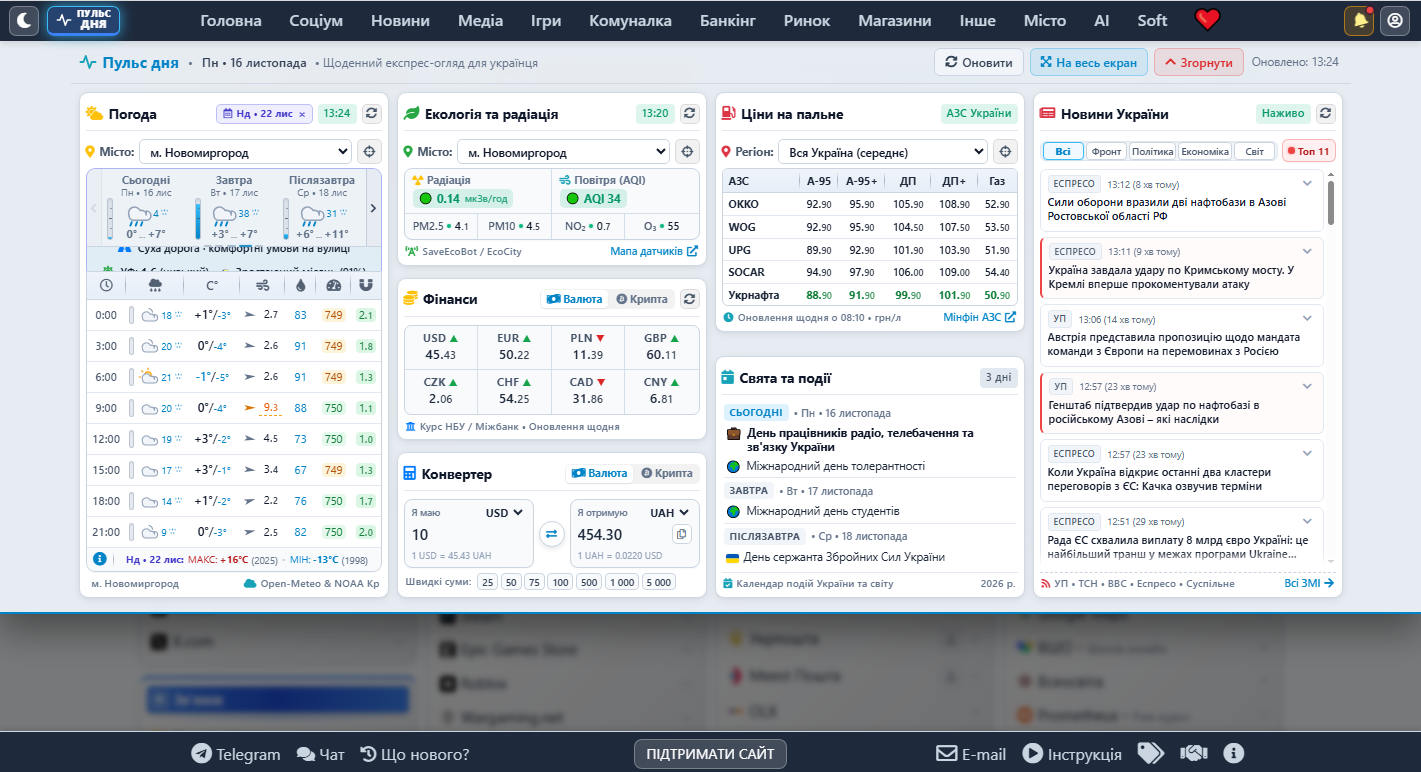 ПУЛЬС ДНЯ
Головна Соціум Новини Медіа Ігри Комуналка Банкінг Ринок Магазини Інше Місто AI Soft
Пульс дня • Пн • 16 листопада • Щоденний експрес-огляд для українця
Оновити На весь екран Згорнути Оновлено: 13:24
Погода Нд • 22 лис × 13:24
Місто: м. Новомиргород
Сьогодні Завтра Післязавтра
Пн • 16 лис Вт • 17 лис Ср • 18 лис
4 38 31
0° .. +7° +3° .. +7° +6° .. +11°
Суха дорога · комфортні умови на вулиці
C°
0:00 18 +1°/-3° 2.7 83 749 2.1
3:00 20 0°/-4° 2.6 91 749 1.8
6:00 21 -1°/-5° 2.6 91 749 1.3
9:00 20 0°/-4° 9.3 88 750 1.1
12:00 19 +3°/-2° 4.5 73 750 1.0
15:00 17 +3°/-1° 3.4 67 749 1.3
18:00 14 +1°/-2° 2.2 76 750 1.7
21:00 9 0°/-3° 2.5 82 750 2.0
Нд • 22 лис: МАКС: +16°C (2025) · МІН: -13°C (1998)
м. Новомиргород Open-Meteo & NOAA Кр
Екологія та радіація 13:20
Місто: м. Новомиргород
Радіація Повітря (AQI)
0.14 мкЗв/год AQI 34
PM2.5 • 4.1 PM10 • 4.5 NO₂ • 0.7 O₃ • 55
SaveEcoBot / EcoCity Мапа датчиків
Фінанси Валюта Крипта
USD ▲ EUR ▲ PLN ▼ GBP ▲
45.43 50.22 11.39 60.11
CZK ▲ CHF ▲ CAD ▼ CNY ▲
2.06 54.25 31.86 6.81
Курс НБУ / Міжбанк • Оновлення щодня
Конвертер Валюта Крипта
Я маю USD Я отримую UAH
10 454.30
1 USD = 45.43 UAH 1 UAH = 0.0220 USD
Швидкі суми: 25 50 75 100 500 1 000 5 000
Ціни на пальне АЗС України
Регіон: Вся Україна (середнє)
АЗС А-95 А-95+ ДП ДП+ Газ
ОККО 92.90 95.90 105.90 108.90 52.90
WOG 92.90 95.90 104.50 107.50 53.50
UPG 89.90 92.90 101.90 103.90 51.90
SOCAR 94.90 97.90 106.00 109.00 54.40
Укрнафта 88.90 91.90 99.90 101.90 50.90
Оновлення щодня о 08:10 • грн/л Мінфін АЗС
Свята та події 3 дні
СЬОГОДНІ • Пн • 16 листопада
День працівників радіо, телебачення та
зв'язку України
Міжнародний день толерантності
ЗАВТРА • Вт • 17 листопада
Міжнародний день студентів
ПІСЛЯЗАВТРА • Ср • 18 листопада
День сержанта Збройних Сил України
Календар подій України та світу 2026 р.
Новини України Наживо
Всі Фронт Політика Економіка Світ Топ 11
ЕСПРЕСО 13:12 (8 хв тому)
Сили оборони вразили дві нафтобази в Азові
Ростовської області РФ
ЕСПРЕСО 13:11 (9 хв тому)
Україна завдала удару по Кримському мосту. У
Кремлі вперше прокоментували атаку
УП 13:06 (14 хв тому)
Австрія представила пропозицію щодо мандата
команди з Європи на перемовинах з Росією
УП 12:57 (23 хв тому)
Генштаб підтвердив удар по нафтобазі в
російському Азові – які наслідки
ЕСПРЕСО 12:57 (23 хв тому)
Коли Україна відкриє останні два кластери
переговорів з ЄС: Качка озвучив терміни
ЕСПРЕСО 12:51 (29 хв тому)
Рада ЄС схвалила виплату 8 млрд євро Україні: це
найбільший транш у межах програми Ukraine...
УП • ТСН • BBC • Еспресо • Суспільне Всі ЗМІ
X.com
Epic Games Store
Roblox
Wargaming.net
Укрпошта
Meest Пошта
OLX
Всеосвіта
Prometheus
Telegram Чат Що нового? ПІДТРИМАТИ САЙТ E-mail Інструкція